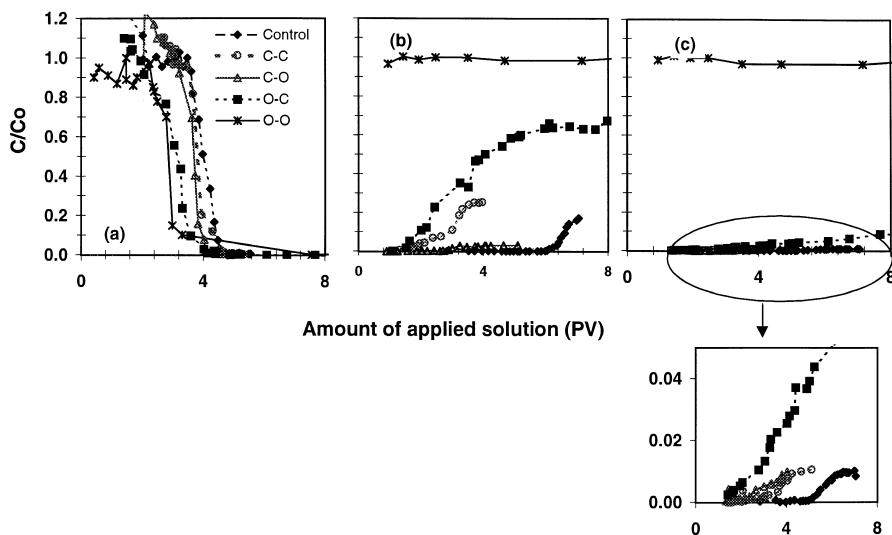 1.2
1.0
0.8
0.6
0.4
0.2
0.0
C/Co
(a)
Control
C-C
C-O
O-C
O-O
(b)
(c)
0 4 8
0 4 8
0 4 8
Amount of applied solution (PV)
0.04
0.02
0.00
0 4 8